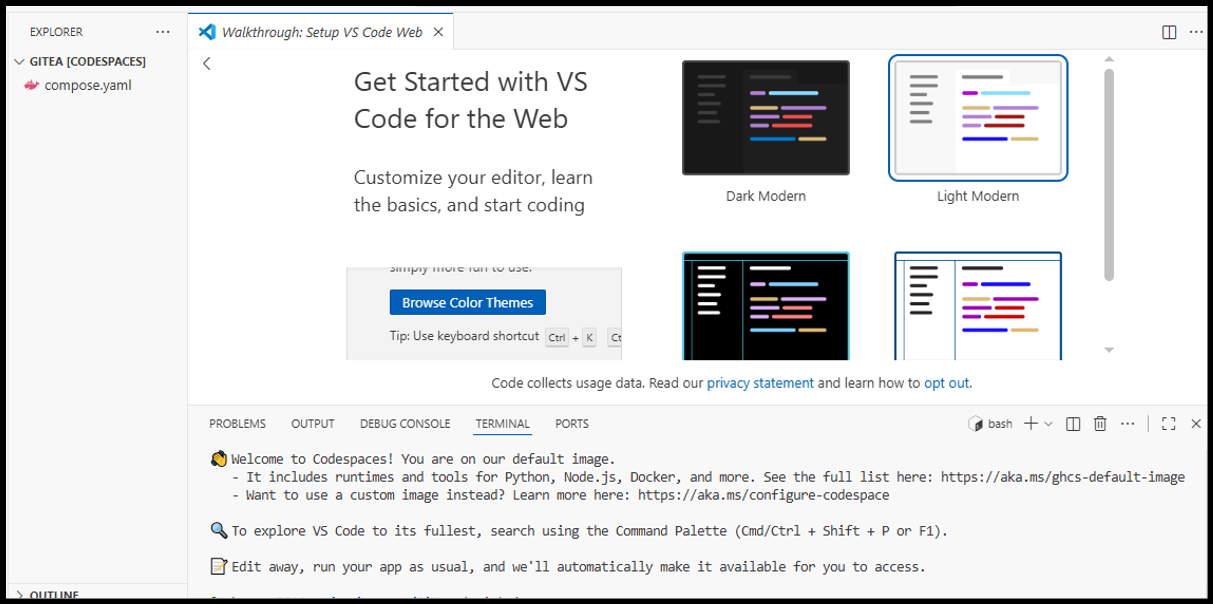 EXPLORER
GITEA [CODESPACES]
compose.yaml
Walkthrough: Setup VS Code Web
Get Started with VS
Code for the Web
Customize your editor, learn
the basics, and start coding
simply more fun to use.
Browse Color Themes
Tip: Use keyboard shortcut Ctrl + K
Dark Modern
Light Modern
Code collects usage data. Read our privacy statement and learn how to opt out.
PROBLEMS OUTPUT DEBUG CONSOLE TERMINAL PORTS
bash
Welcome to Codespaces! You are on our default image.
- It includes runtimes and tools for Python, Node.js, Docker, and more. See the full list here: https://aka.ms/ghcs-default-image
- Want to use a custom image instead? Learn more here: https://aka.ms/configure-codespace
To explore VS Code to its fullest, search using the Command Palette (Cmd/Ctrl + Shift + P or F1).
Edit away, run your app as usual, and we'll automatically make it available for you to access.
OUTLINE